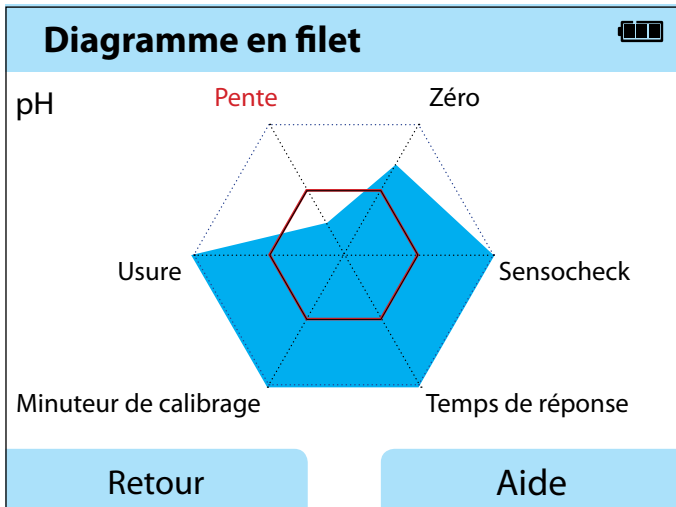 Diagramme en filet
pH
Pente
Zéro
Usure
Sensocheck
Minuteur de calibrage
Temps de réponse
Retour
Aide